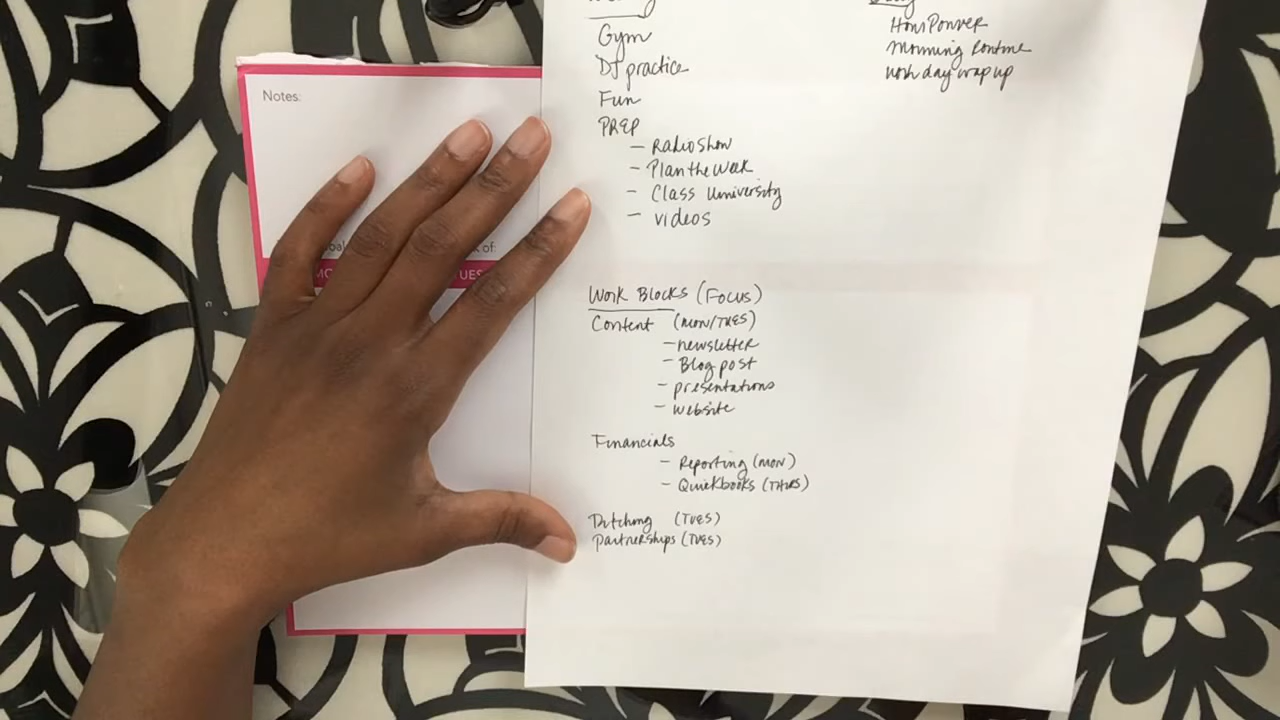 Gym
DJ practice
Fun
PREP
- Radio Show
- Plan the Week
- Class University
- videos
Hour Power
Morning Routine
work day wrap up
Notes:
of:
TUES
WORK BLOCKS (FOCUS)
Content (MON/TUES)
- newsletter
- Blog post
- presentations
- website
Financials
- Reporting (MON)
- Quickbooks (THURS)
Pitching (TUES)
Partnerships (TUES)